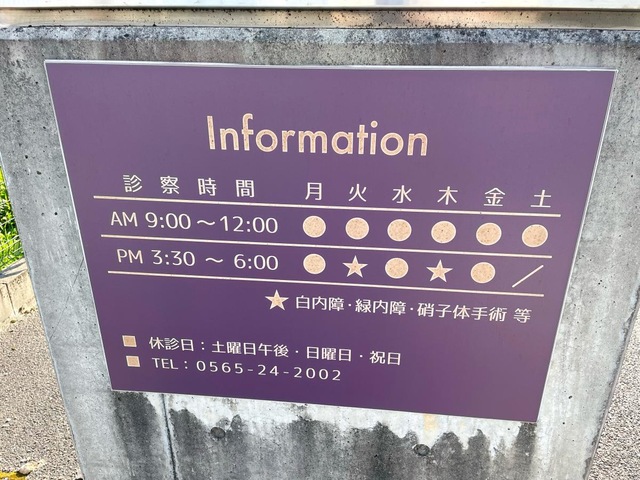 Information
診察時間 月 火 水 木 金 土
AM 9:00～12:00 ● ● ● ● ● ●
PM 3:30 ～ 6:00 ● ★ ● ★ ● ／
★ 白内障・緑内障・硝子体手術 等
■ 休診日：土曜日午後・日曜日・祝日
■ TEL：0565-24-2002